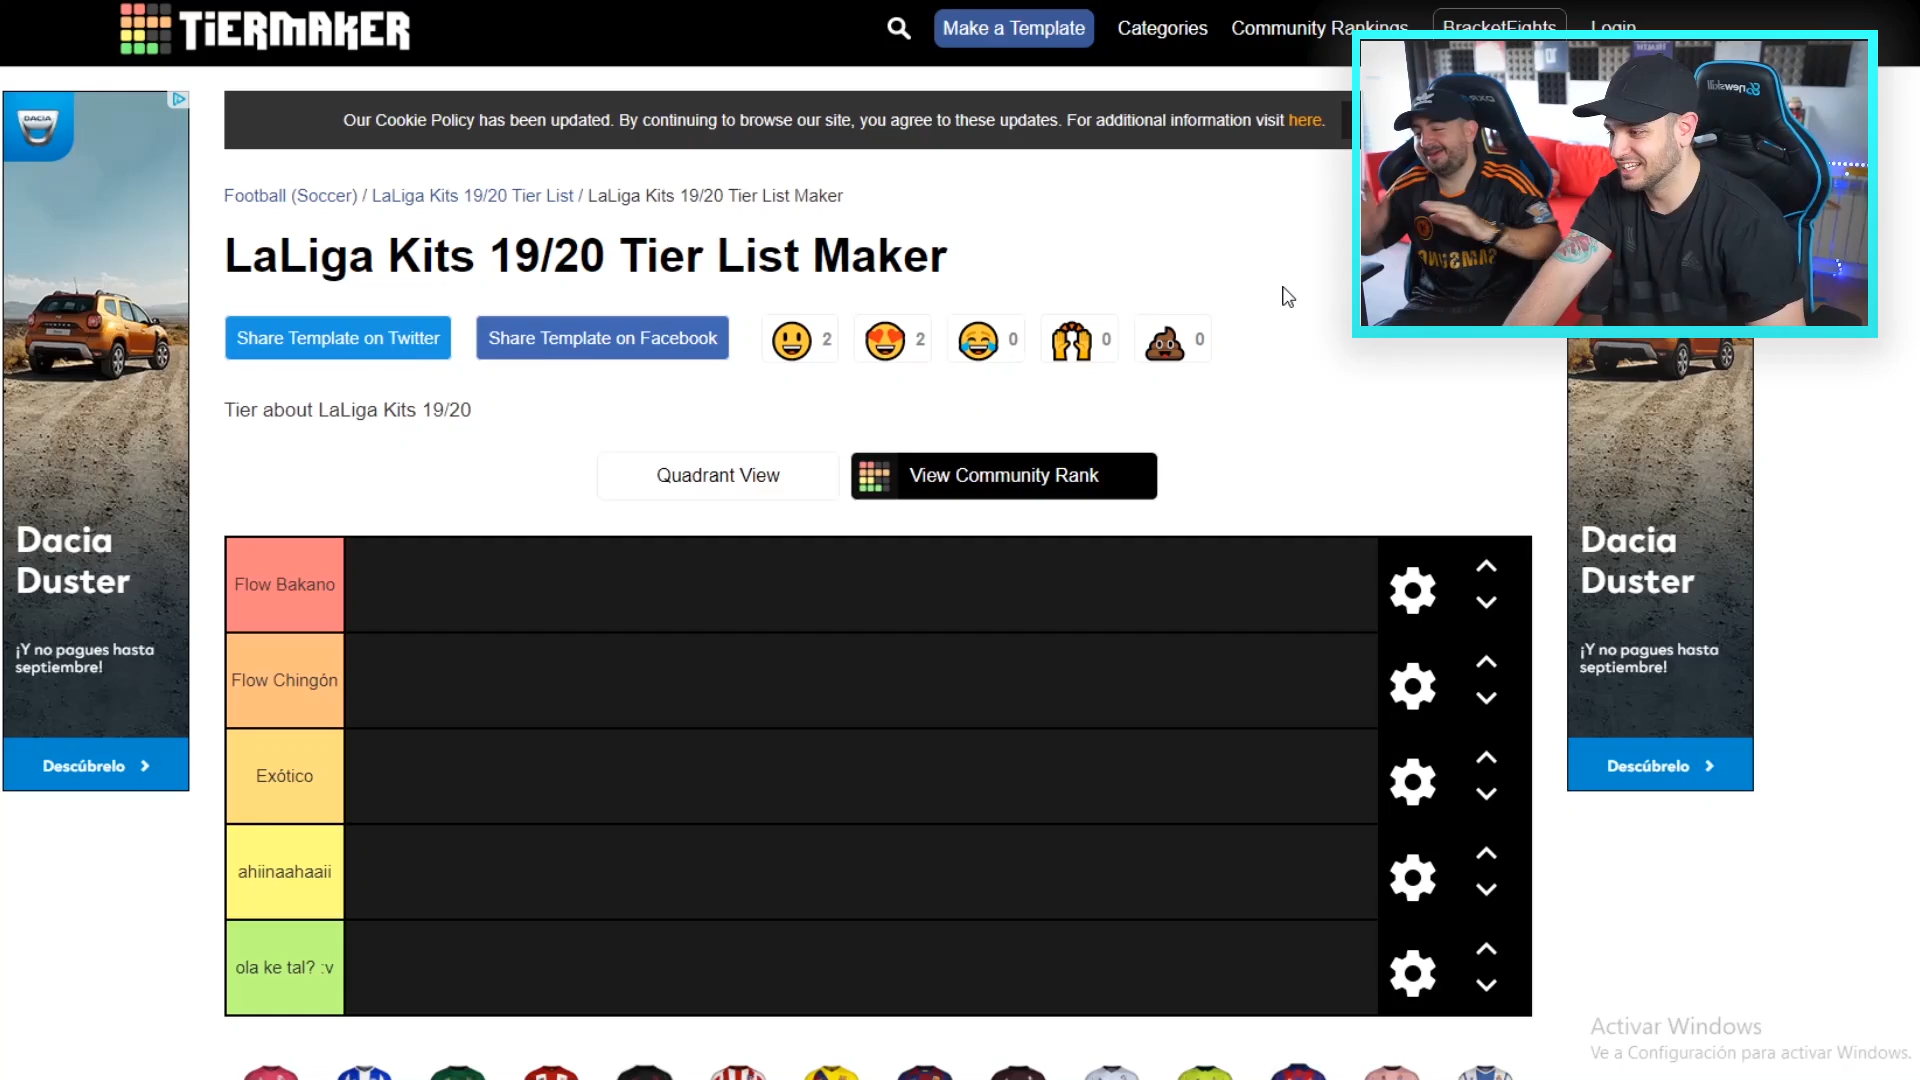 TiERMAKER
Make a Template
Categories
Community Rankings
BracketFights
Login
DACIA
Our Cookie Policy has been updated. By continuing to browse our site, you agree to these updates. For additional information visit here.
Football (Soccer) / LaLiga Kits 19/20 Tier List / LaLiga Kits 19/20 Tier List Maker
LaLiga Kits 19/20 Tier List Maker
SAMSUNG
Share Template on Twitter
Share Template on Facebook
2
2
0
0
0
Tier about LaLiga Kits 19/20
Quadrant View
View Community Rank
Dacia
Duster
¡Y no pagues hasta
septiembre!
Descúbrelo
Flow Bakano
Flow Chingón
Exótico
ahiinaahaaii
ola ke tal? :v
Dacia
Duster
¡Y no pagues hasta
septiembre!
Descúbrelo
Activar Windows
Ve a Configuración para activar Windows.